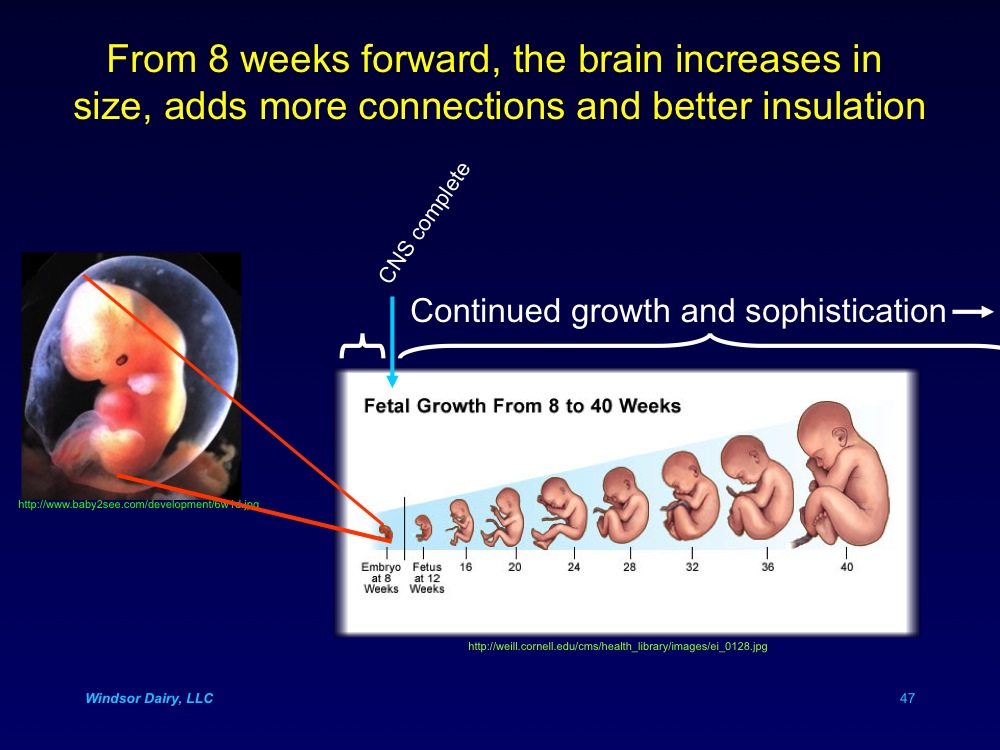 From 8 weeks forward, the brain increases in
size, adds more connections and better insulation
CNS complete
Continued growth and sophistication
http://www.baby2see.com/development/6w1d.jpg
Fetal Growth From 8 to 40 Weeks
Embryo
at 8
Weeks
Fetus
at 12
Weeks
16
20
24
28
32
36
40
http://weill.cornell.edu/cms/health_library/images/ei_0128.jpg
Windsor Dairy, LLC
47